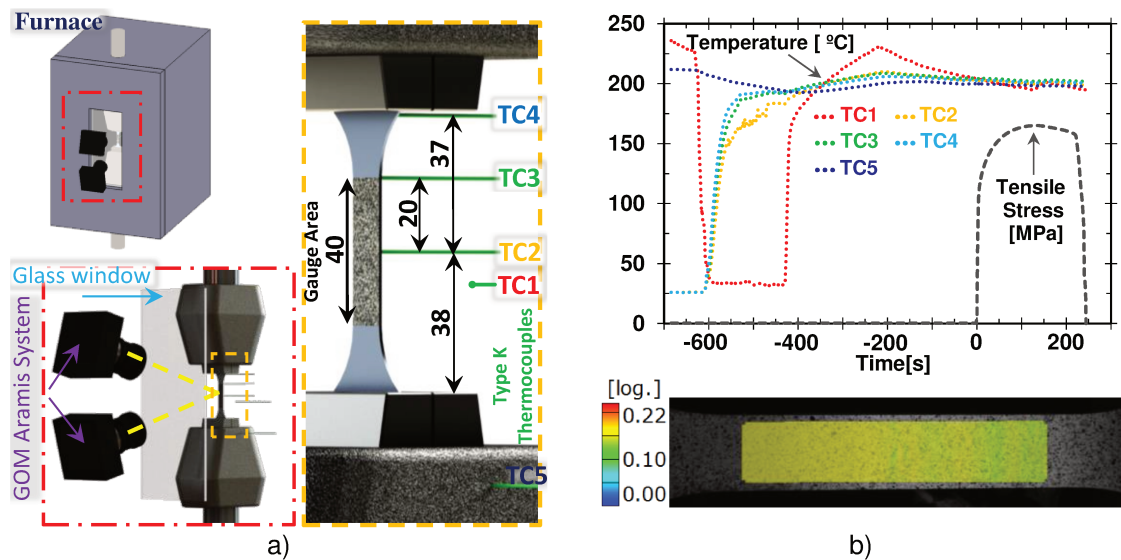 Furnace
Glass window
GOM Aramis System
TC4
37
TC3
20
Gauge Area
40
TC2
TC1
38
Type K
Thermocouples
TC5
a)
250
200
150
100
50
0
Temperature [ ºC]
TC1
TC2
TC3
TC4
TC5
Tensile
Stress
[MPa]
-600
-400
-200
0
200
Time[s]
[log.]
0.22
0.10
0.00
b)